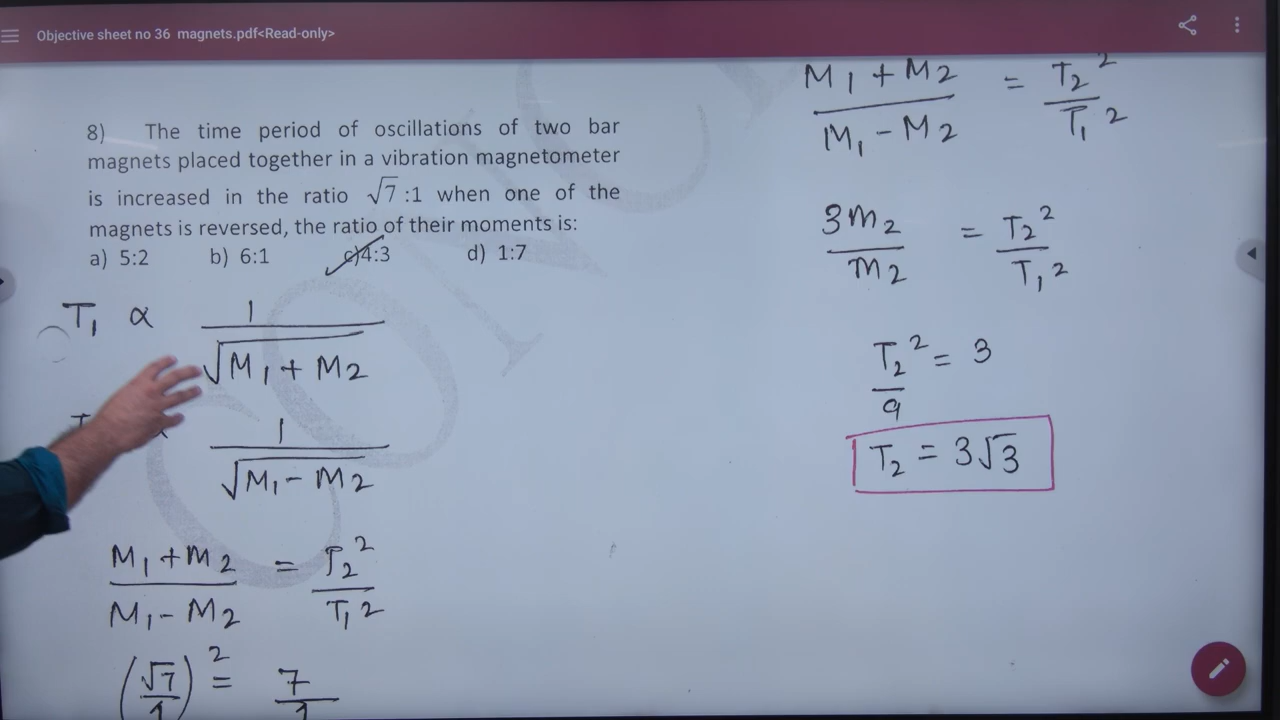 Objective sheet no 36 magnets.pdf<Read-only>
8) The time period of oscillations of two bar
magnets placed together in a vibration magnetometer
is increased in the ratio √7 :1 when one of the
magnets is reversed, the ratio of their moments is:
a) 5:2 b) 6:1 c) 4:3 d) 1:7
T₁ ∝ 1 / √(M₁ + M₂)
1 / √(M₁ - M₂)
(M₁ + M₂) / (M₁ - M₂) = T₂² / T₁²
(√7 / 1)² = 7 / 1
(M₁ + M₂) / (M₁ - M₂) = T₂² / T₁²
3M₂ / M₂ = T₂² / T₁²
T₂² / 9 = 3
T₂ = 3√3